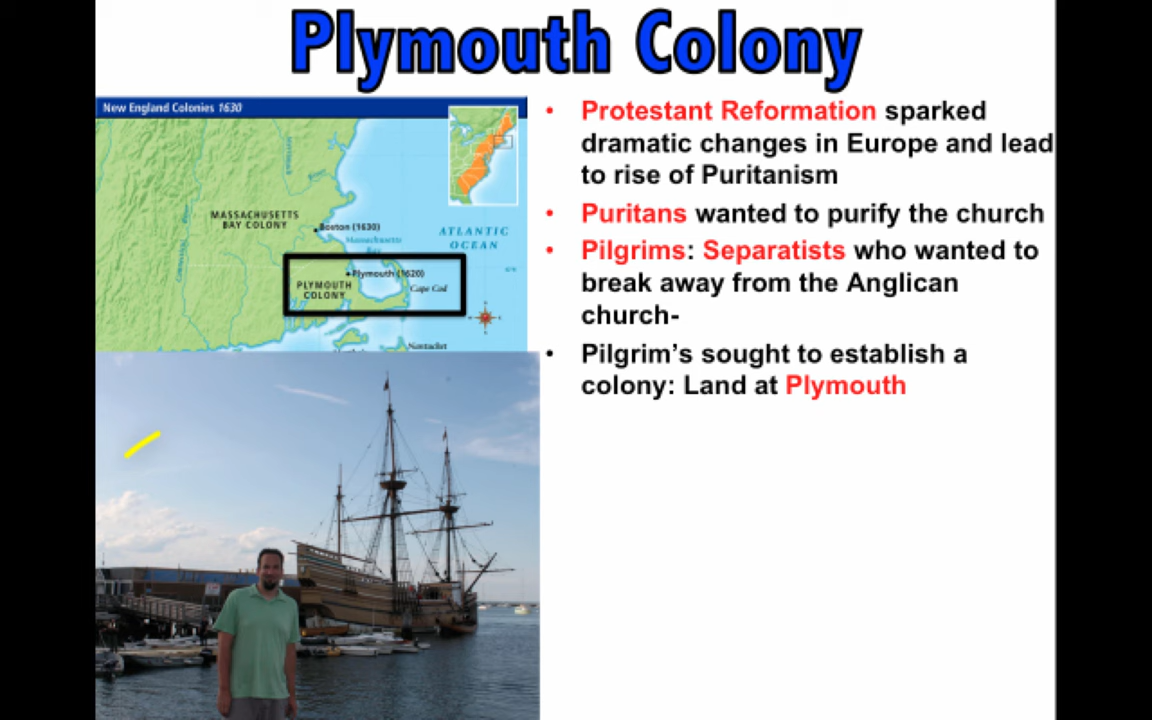 Plymouth Colony
New England Colonies 1630
MASSACHUSETTS
BAY COLONY
Boston (1630)
Massachusetts
Bay
ATLANTIC
OCEAN
Plymouth (1620)
PLYMOUTH
COLONY
Cape Cod
Nantucket
• Protestant Reformation sparked
dramatic changes in Europe and lead
to rise of Puritanism
• Puritans wanted to purify the church
• Pilgrims: Separatists who wanted to
break away from the Anglican
church-
• Pilgrim's sought to establish a
colony: Land at Plymouth